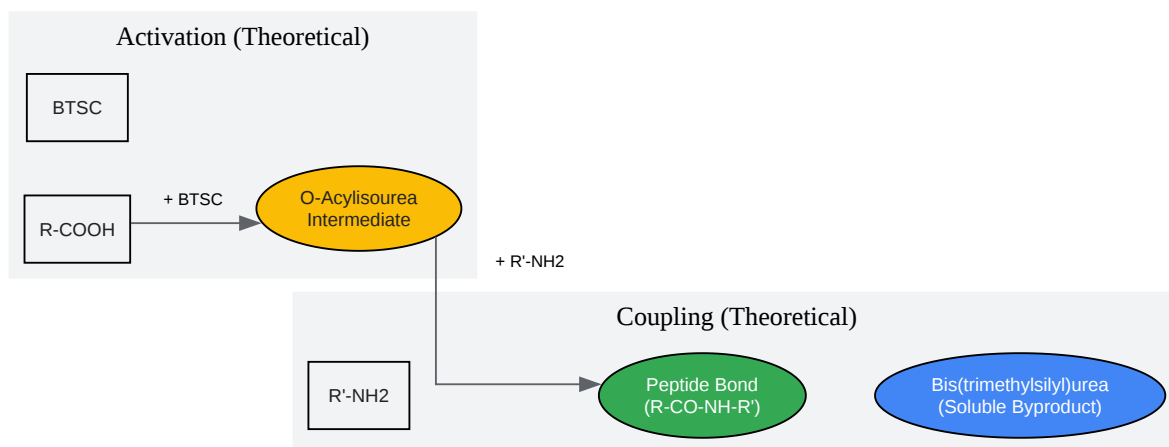 Activation (Theoretical)
BTSC
R-COOH
+ BTSC
O-Acylisourea
Intermediate
+ R'-NH2
Coupling (Theoretical)
R'-NH2
Peptide Bond
(R-CO-NH-R')
Bis(trimethylsilyl)urea
(Soluble Byproduct)